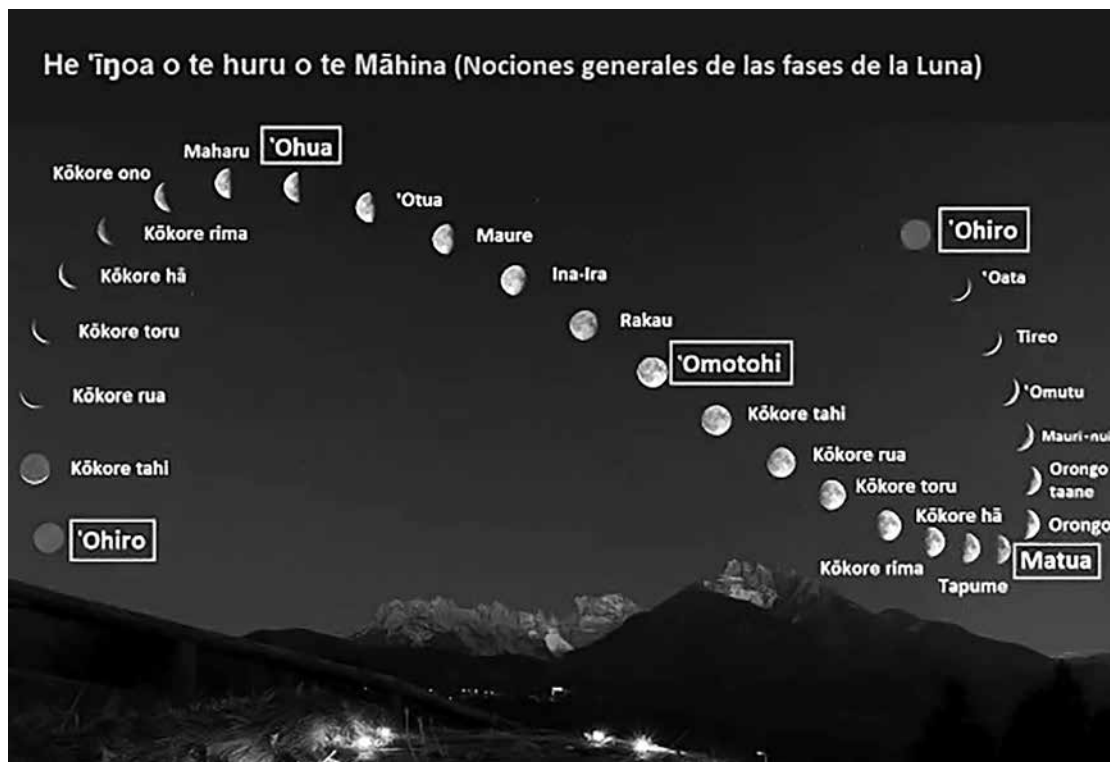 He 'īŋoa o te huru o te Māhina (Nociones generales de las fases de la Luna)
'Ohiro
Kōkore tahi
Kōkore rua
Kōkore toru
Kōkore hā
Kōkore rima
Kōkore ono
Maharu
'Ohua
'Otua
Maure
Ina-Ira
Rakau
'Omotohi
Kōkore tahi
Kōkore rua
Kōkore toru
Kōkore hā
Kōkore rima
Tapume
Matua
Orongo
Orongo
taane
Mauri-nui
'Omutu
Tireo
'Oata
'Ohiro